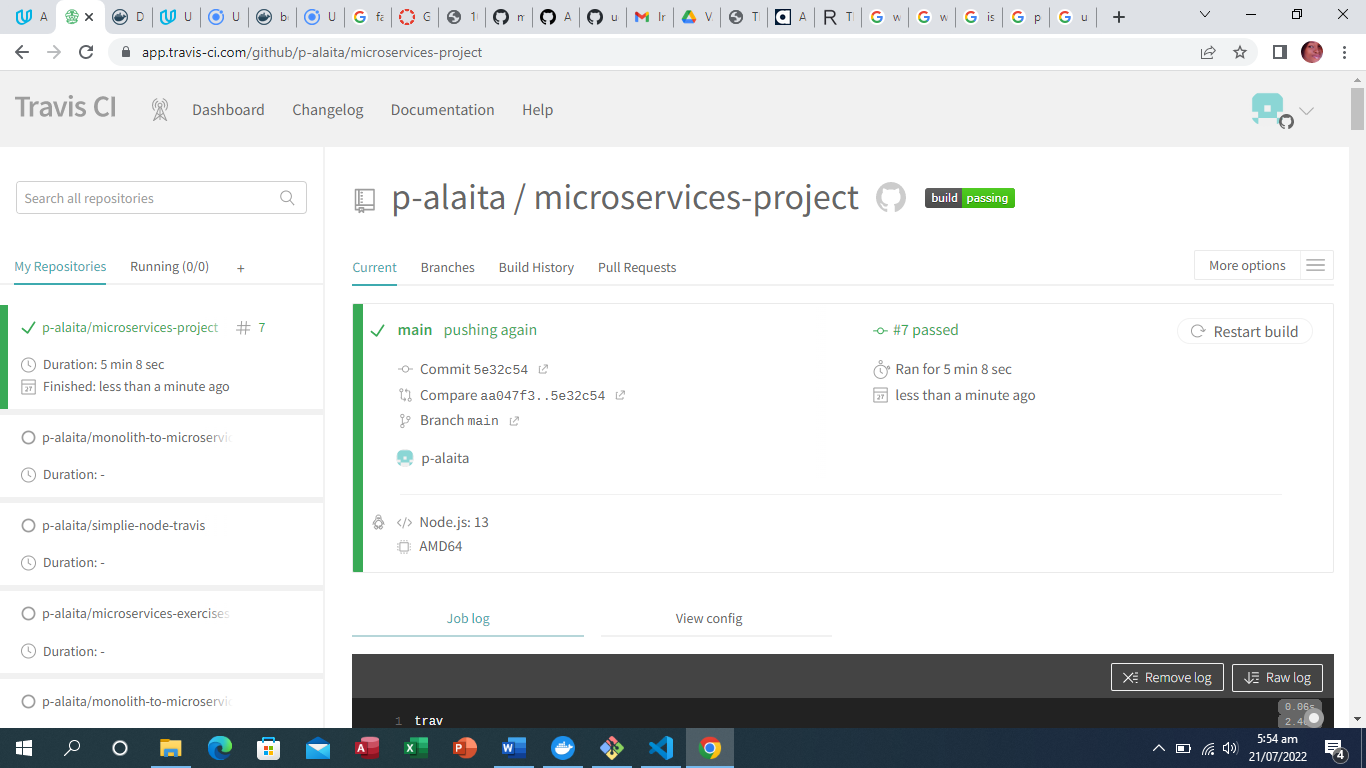 A
D
U
U
b
U
fa
G
1
m
A
u
Ir
V
T
A
T
w
w
is
p
u
app.travis-ci.com/github/p-alaita/microservices-project
Travis CI
Dashboard
Changelog
Documentation
Help
Search all repositories
p-alaita / microservices-project
build passing
My Repositories
Running (0/0)
+
Current
Branches
Build History
Pull Requests
More options
p-alaita/microservices-project # 7
Duration: 5 min 8 sec
Finished: less than a minute ago
p-alaita/monolith-to-microservic
Duration: -
p-alaita/simplie-node-travis
Duration: -
p-alaita/microservices-exercises
Duration: -
p-alaita/monolith-to-microservic
main pushing again
#7 passed
Restart build
Commit 5e32c54
Ran for 5 min 8 sec
Compare aa047f3..5e32c54
less than a minute ago
Branch main
p-alaita
Node.js: 13
AMD64
Job log
View config
Remove log
Raw log
1 trav
0.06s
5:54 am
21/07/2022
4